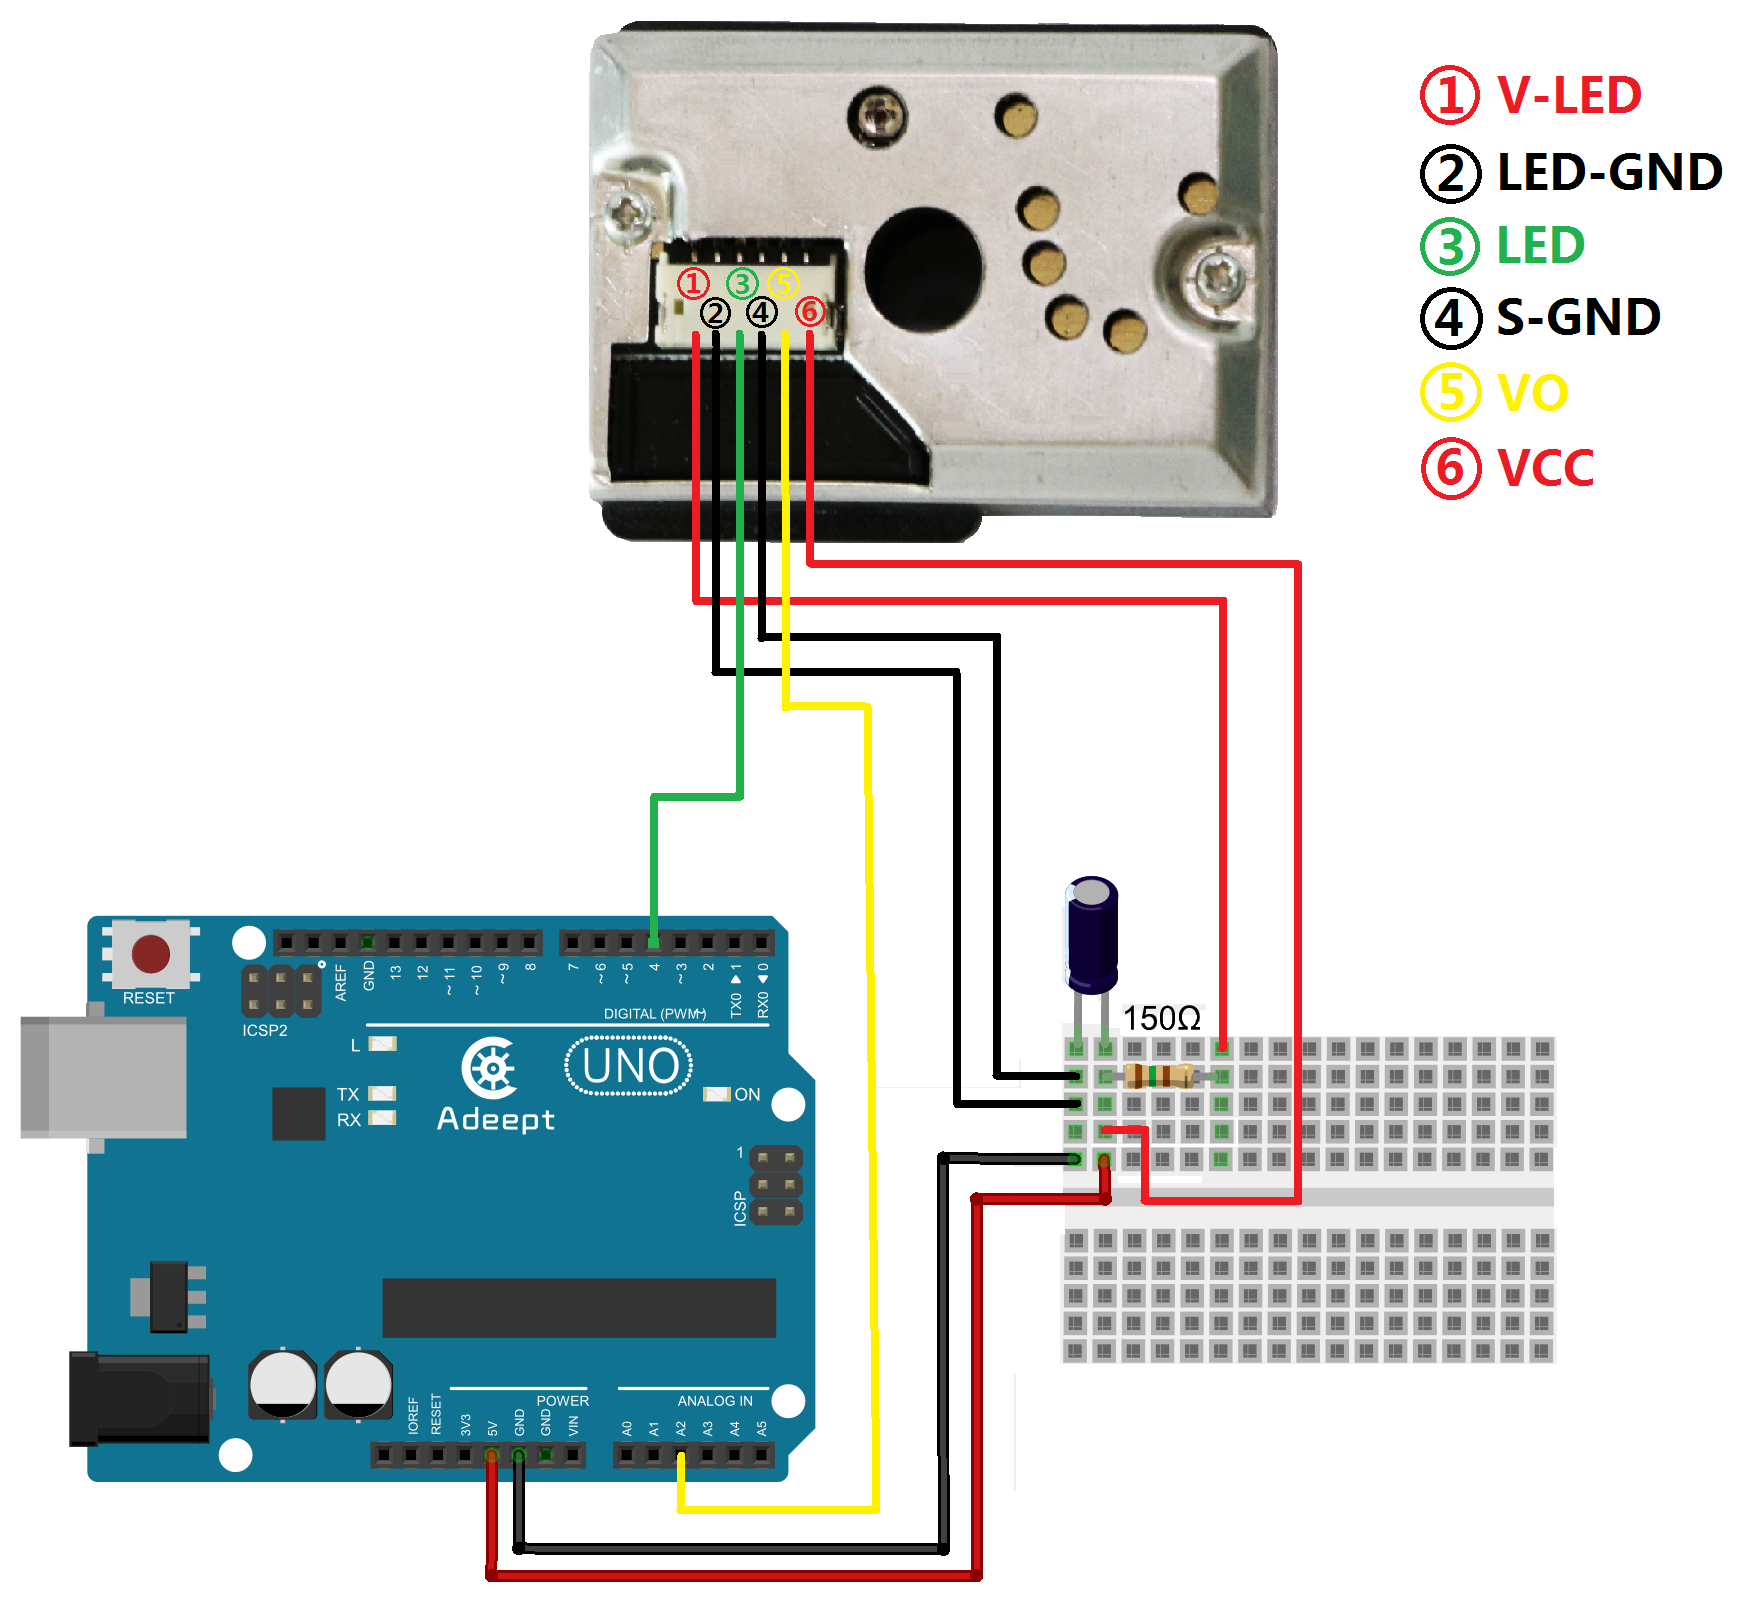 ① V-LED
② LED-GND
③ LED
④ S-GND
⑤ VO
⑥ VCC
① ② ③ ④ ⑤ ⑥
150Ω
RESET
ICSP2
AREF
GND
13
12
~11
~10
~9
8
7
~6
~5
4
~3
2
TX0 ▶ 1
RX0 ◀ 0
DIGITAL (PWM~)
L
TX
RX
UNO
ON
Adeept
1
ICSP
POWER
ANALOG IN
IOREF
RESET
3V3
5V
GND
GND
VIN
A0
A1
A2
A3
A4
A5